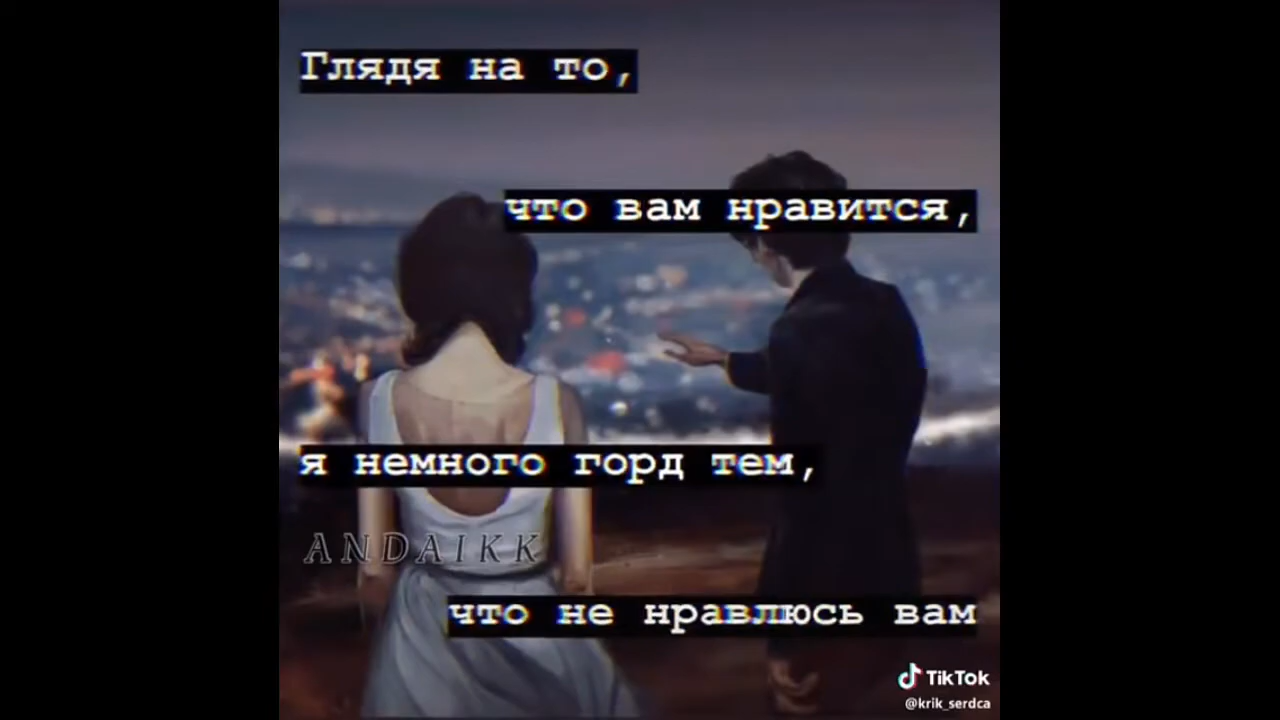 Глядя на то,
что вам нравится,
я немного горд тем,
ANDAIKK
что не нравлюсь вам
TikTok
@krik_serdca